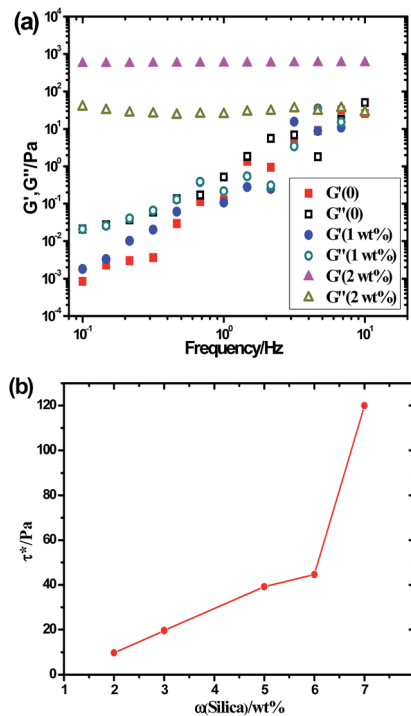 (a)
G',G''/Pa
10⁴
10³
10²
10¹
10⁰
10⁻¹
10⁻²
10⁻³
10⁻⁴
G'(0)
G''(0)
G'(1 wt%)
G''(1 wt%)
G'(2 wt%)
G''(2 wt%)
10⁻¹ 10⁰ 10¹
Frequency/Hz
(b)
τ*/Pa
120
100
80
60
40
20
0
1 2 3 4 5 6 7
ω(Silica)/wt%